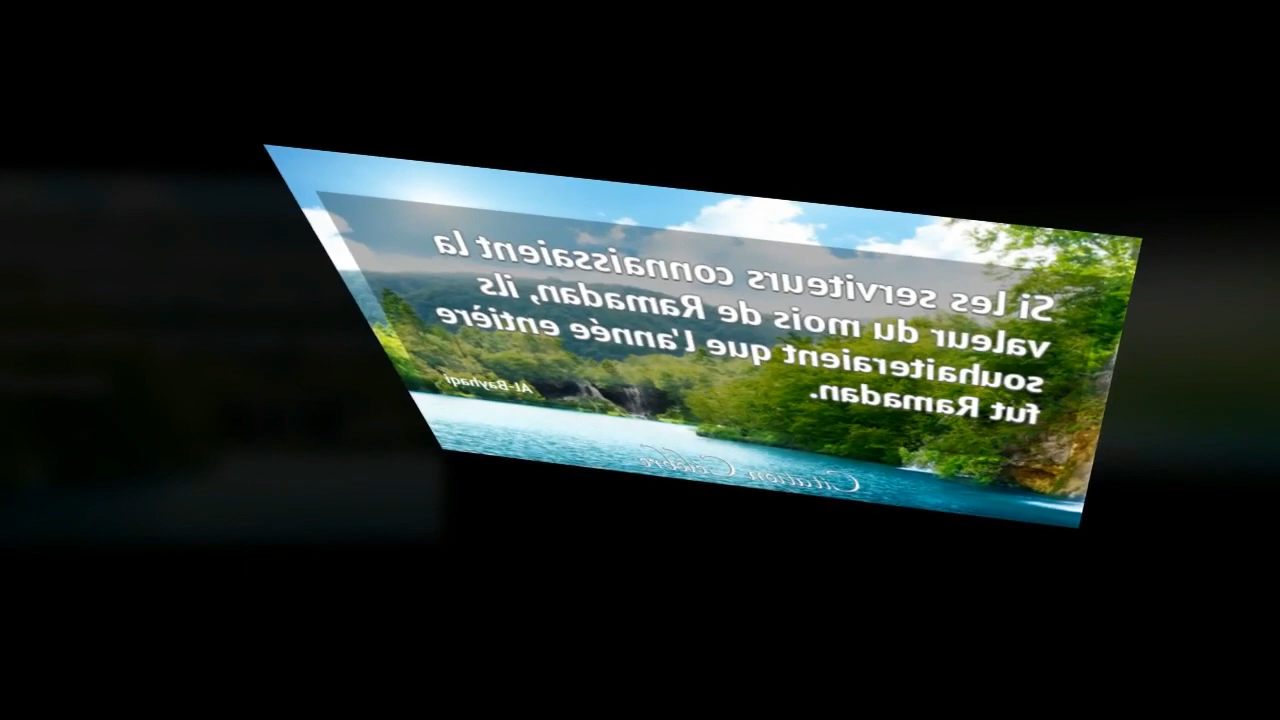 Si les serviteurs connaissaient la
valeur du mois de Ramadan, ils
souhaiteraient que l'année entière
fut Ramadan.
Al-Bayhaqi
Citation Célèbre